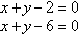 x + y − 2 = 0
x + y − 6 = 0